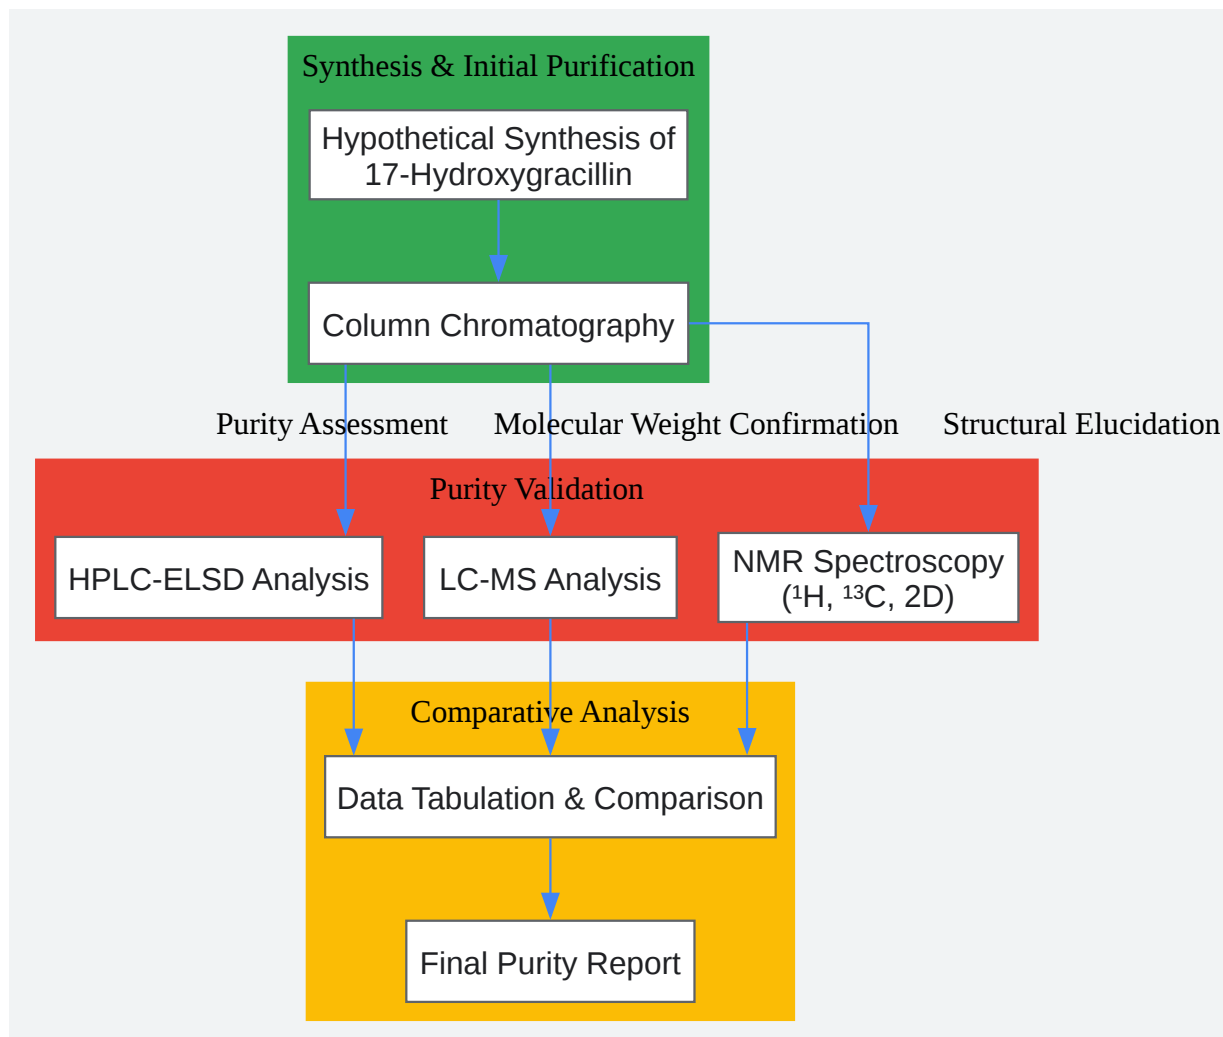 Synthesis & Initial Purification
Hypothetical Synthesis of
17-Hydroxygracillin
Column Chromatography
Purity Assessment
Molecular Weight Confirmation
Structural Elucidation
Purity Validation
HPLC-ELSD Analysis
LC-MS Analysis
NMR Spectroscopy
(¹H, ¹³C, 2D)
Comparative Analysis
Data Tabulation & Comparison
Final Purity Report